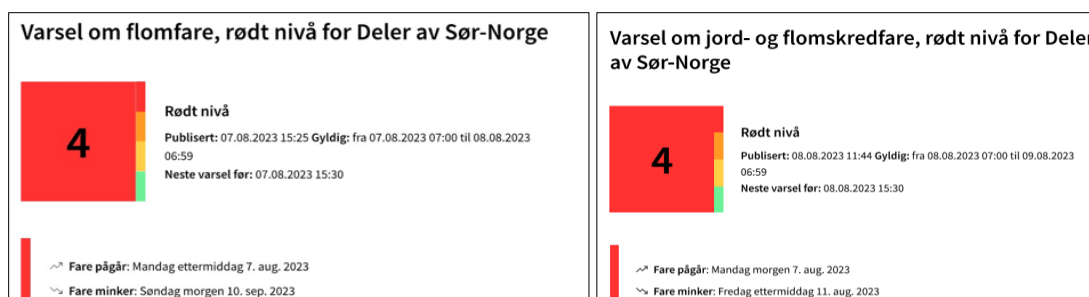 Varsel om flomfare, rødt nivå for Deler av Sør-Norge
4
Rødt nivå
Publisert: 07.08.2023 15:25 Gyldig: fra 07.08.2023 07:00 til 08.08.2023
06:59
Neste varsel før: 07.08.2023 15:30
Fare pågår: Mandag ettermiddag 7. aug. 2023
Fare minker: Søndag morgen 10. sep. 2023
Varsel om jord- og flomskredfare, rødt nivå for Deler
av Sør-Norge
4
Rødt nivå
Publisert: 08.08.2023 11:44 Gyldig: fra 08.08.2023 07:00 til 09.08.2023
06:59
Neste varsel før: 08.08.2023 15:30
Fare pågår: Mandag morgen 7. aug. 2023
Fare minker: Fredag ettermiddag 11. aug. 2023